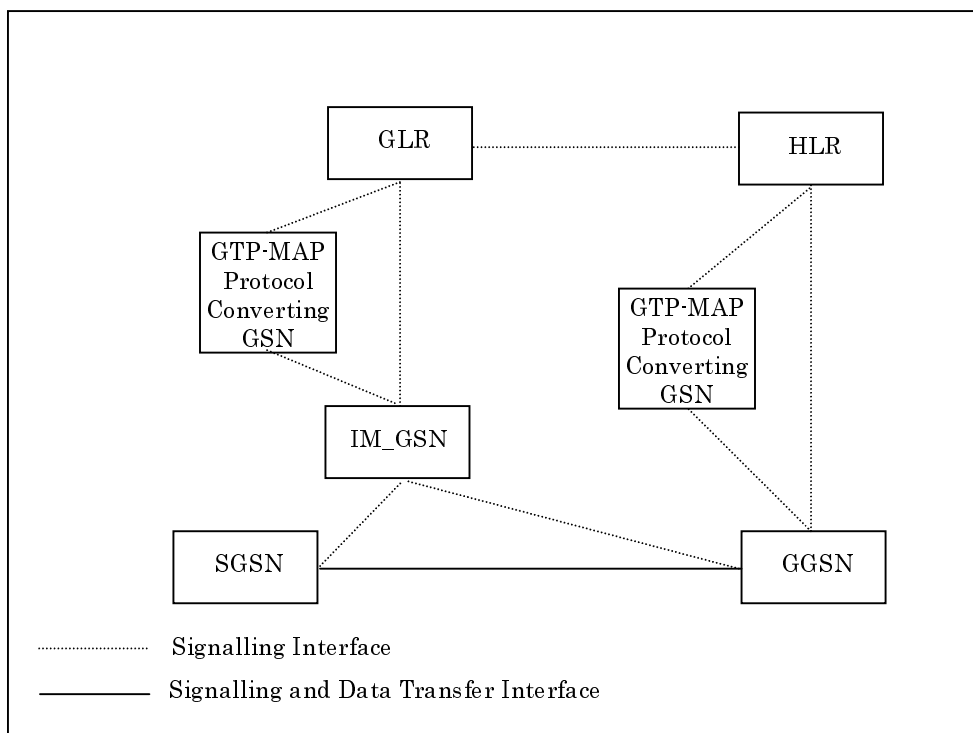 GLR
HLR
GTP-MAP
Protocol
Converting
GSN
GTP-MAP
Protocol
Converting
GSN
IM_GSN
SGSN
GGSN
Signalling Interface
Signalling and Data Transfer Interface